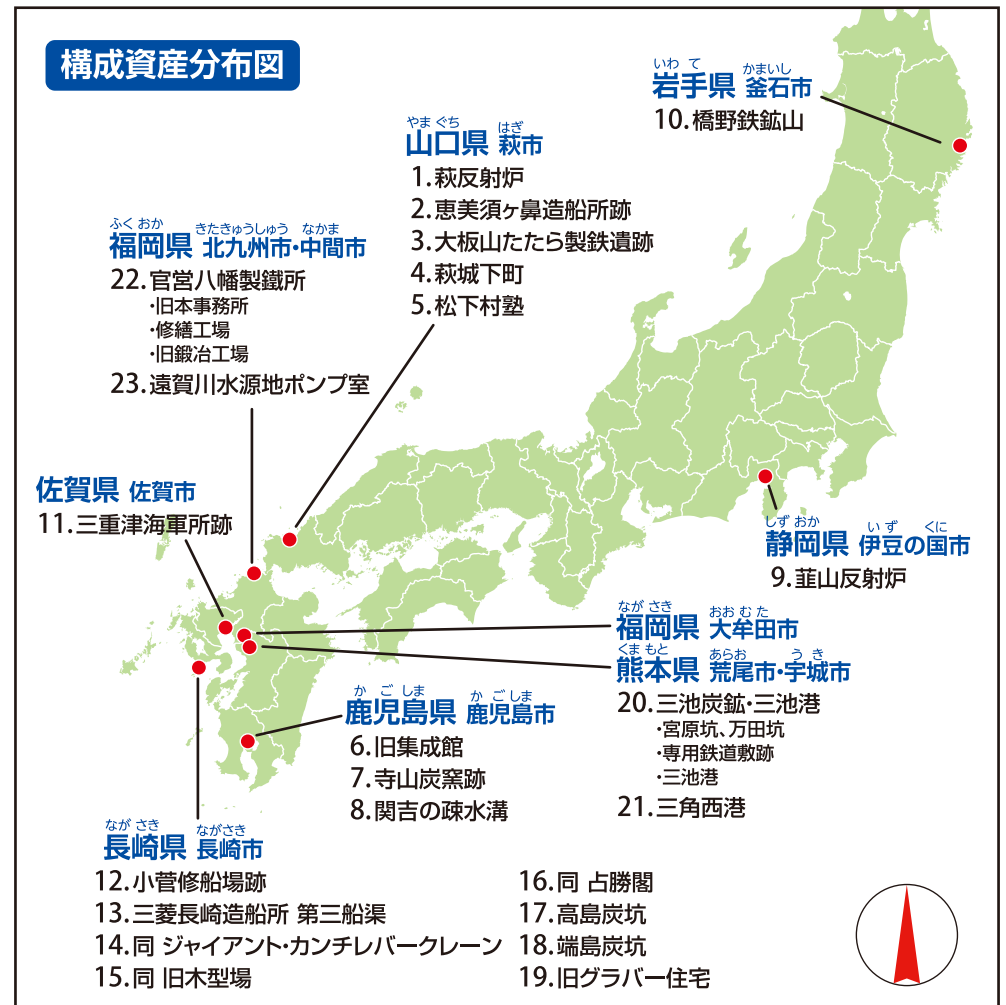 構成資産分布図
いわ て かまいし
岩手県 釜石市
10.橋野鉄鉱山
やま ぐち はぎ
山口県 萩市
1.萩反射炉
2.恵美須ヶ鼻造船所跡
3.大板山たたら製鉄遺跡
4.萩城下町
5.松下村塾
ふく おか きたきゅうしゅう なかま
福岡県 北九州市・中間市
22.官営八幡製鐵所
・旧本事務所
・修繕工場
・旧鍛冶工場
23.遠賀川水源地ポンプ室
佐賀県 佐賀市
11.三重津海軍所跡
しず おか い ず くに
静岡県 伊豆の国市
9.韮山反射炉
なが さき おお む た
福岡県 大牟田市
くま もと あらお う き
熊本県 荒尾市・宇城市
20.三池炭鉱・三池港
・宮原坑、万田坑
・専用鉄道敷跡
・三池港
21.三角西港
か ご しま か ご しま
鹿児島県 鹿児島市
6.旧集成館
7.寺山炭窯跡
8.関吉の疎水溝
なが さき ながさき
長崎県 長崎市
12.小菅修船場跡
13.三菱長崎造船所 第三船渠
14.同 ジャイアント・カンチレバークレーン
15.同 旧木型場
16.同 占勝閣
17.高島炭坑
18.端島炭坑
19.旧グラバー住宅